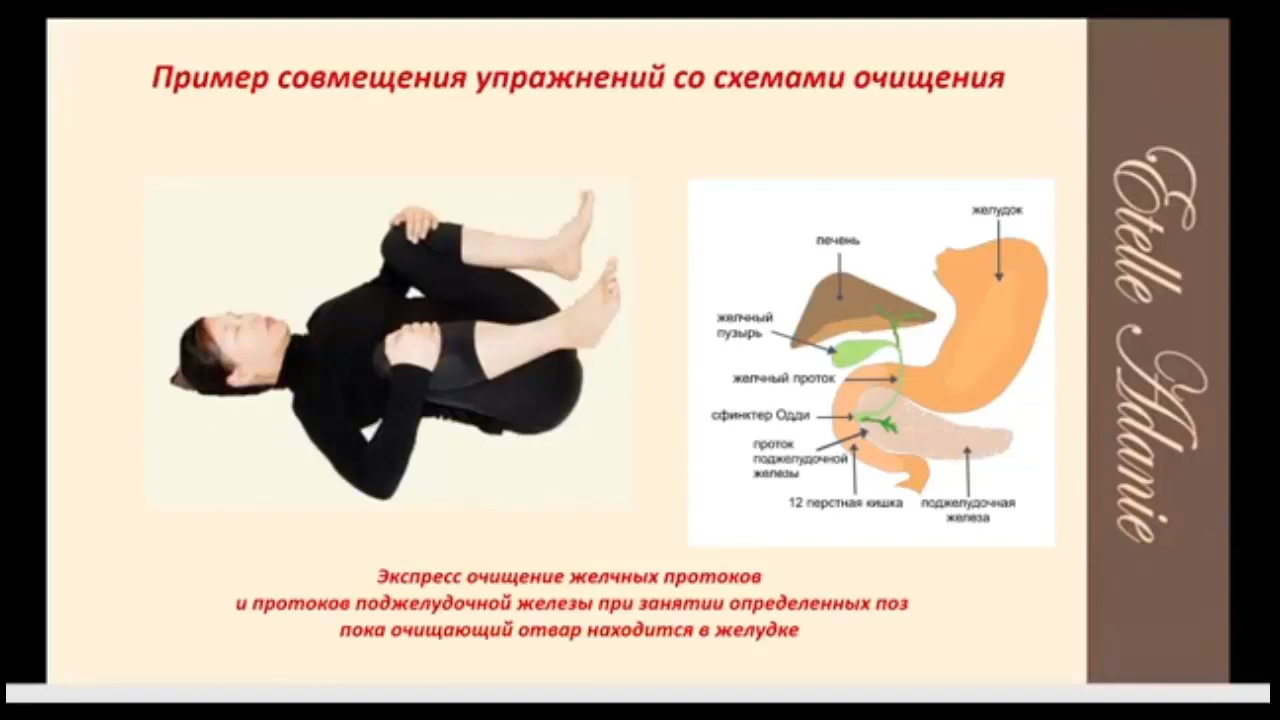 Пример совмещения упражнений со схемами очищения
желудок
печень
желчный
пузырь
желчный проток
сфинктер Одди
проток
поджелудочной
железы
12 перстная кишка
поджелудочная
железа
Экспресс очищение желчных протоков
и протоков поджелудочной железы при занятии определенных поз
пока очищающий отвар находится в желудке
Etelle Adanie